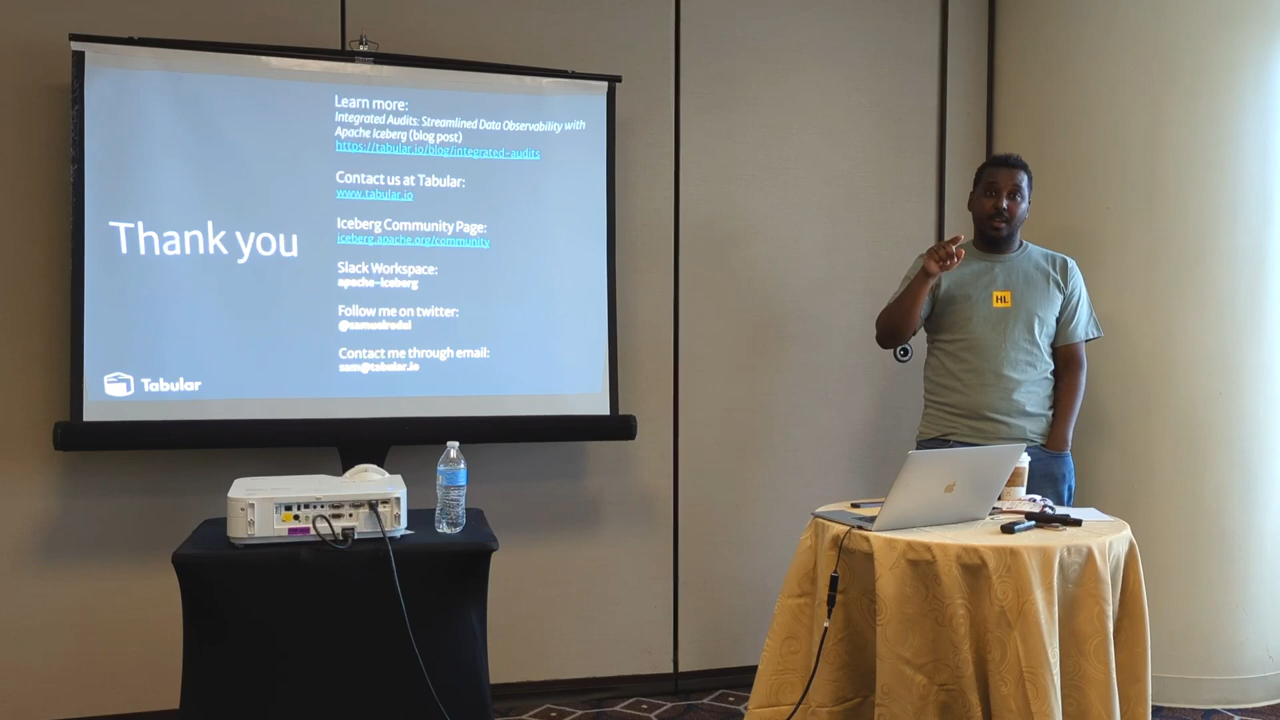 Thank you
Learn more:
Integrated Audits: Streamlined Data Observability with
Apache Iceberg (blog post)
https://tabular.io/blog/integrated-audits
Contact us at Tabular:
www.tabular.io
Iceberg Community Page:
iceberg.apache.org/community
Slack Workspace:
apache-iceberg
Follow me on twitter:
Contact me through email:
sam@tabular.io
Tabular
HL